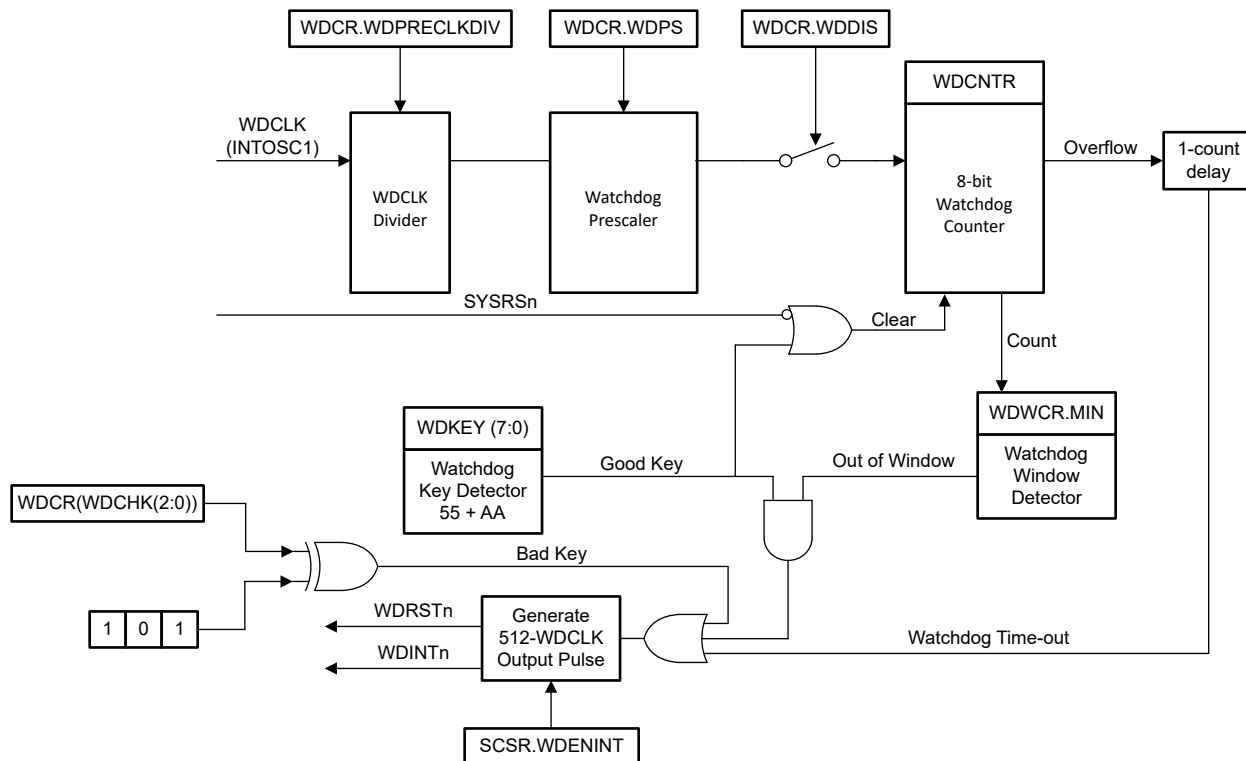 WDCR.WDPRECLKDIV
WDCR.WDPS
WDCR.WDDIS
WDCNTR
WDCLK
(INTOSC1)
WDCLK
Divider
Watchdog
Prescaler
8-bit
Watchdog
Counter
Overflow
1-count
delay
SYSRSn
Clear
Count
WDKEY (7:0)
Watchdog
Key Detector
55 + AA
Good Key
Out of Window
WDWCR.MIN
Watchdog
Window
Detector
WDCR(WDCHK(2:0))
Bad Key
1 0 1
WDRSTn
WDINTn
Generate
512-WDCLK
Output Pulse
Watchdog Time-out
SCSR.WDENINT